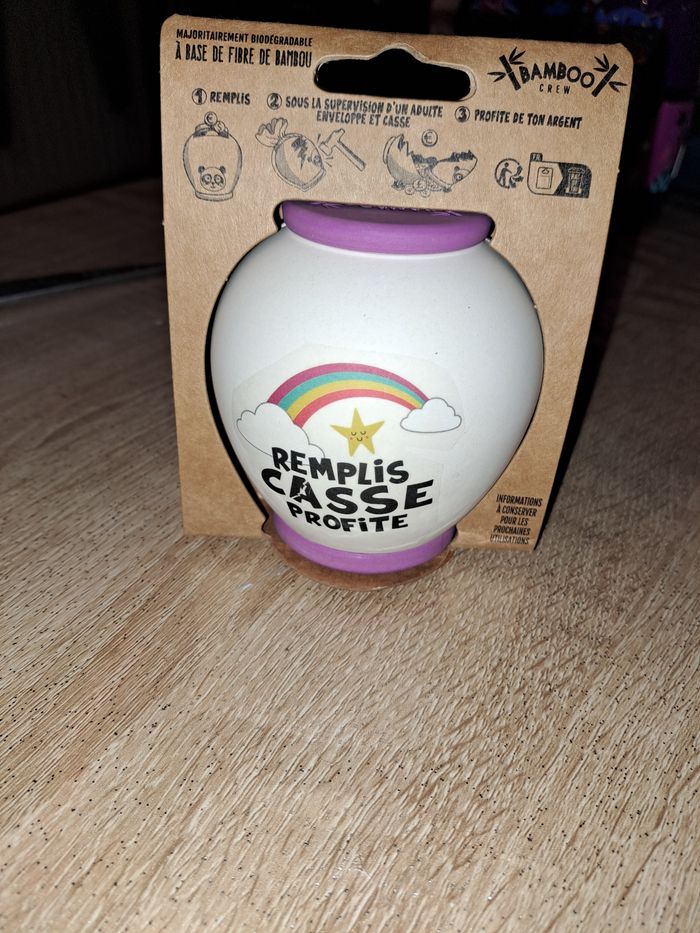 MAJORITAIREMENT BIODÉGRADABLE
À BASE DE FIBRE DE BAMBOU
BAMBOO
CREW
1 REMPLIS
2 SOUS LA SUPERVISION D'UN ADULTE
ENVELOPPE ET CASSE
3 PROFITE DE TON ARGENT
FR
REMPLiS
CASSE
PROFiTE
INFORMATIONS
À CONSERVER
POUR LES
PROCHAINES
UTILISATIONS